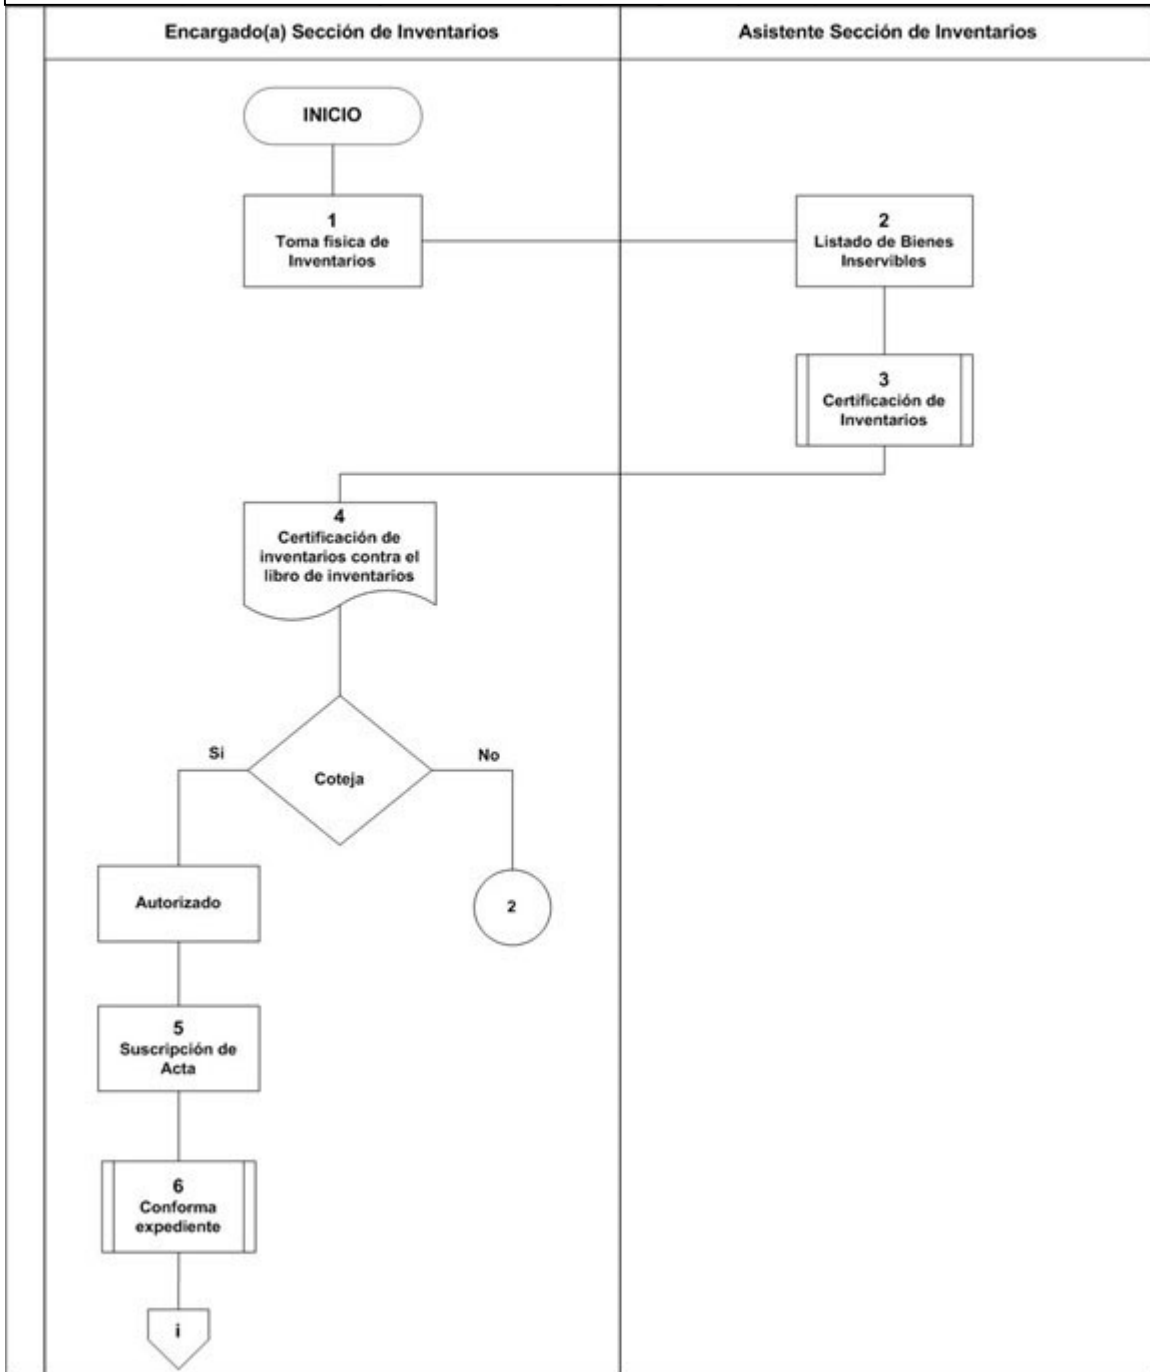 Encargado(a) Sección de Inventarios
Asistente Sección de Inventarios
INICIO
1
Toma fisica de
Inventarios
2
Listado de Bienes
Inservibles
3
Certificación de
Inventarios
4
Certificación de
inventarios contra el
libro de inventarios
Si
Coteja
No
Autorizado
2
5
Suscripción de
Acta
6
Conforma
expediente
i